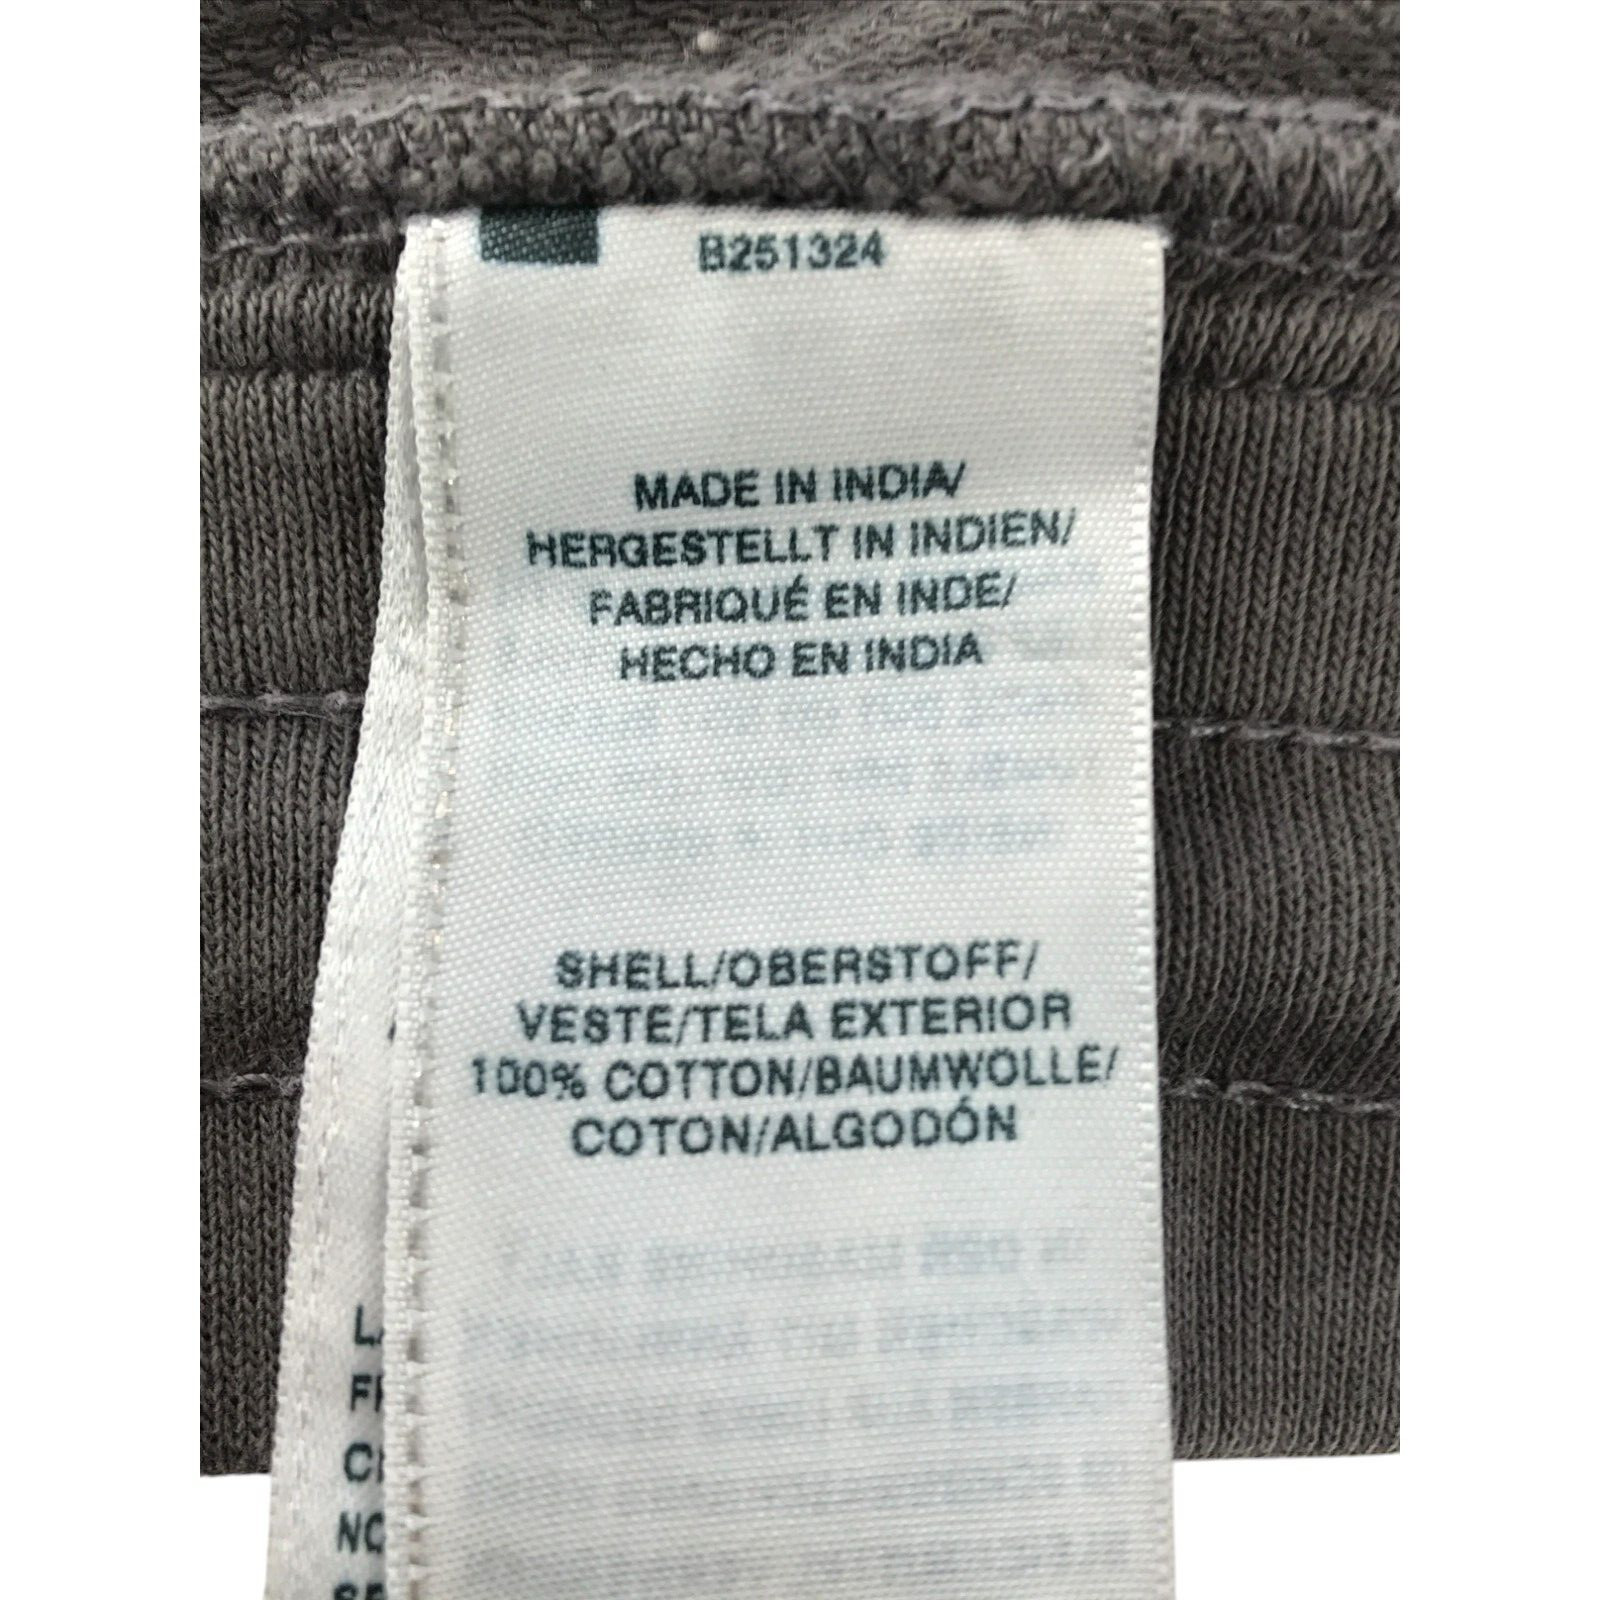 B251324
MADE IN INDIA/
HERGESTELLT IN INDIEN/
FABRIQUÉ EN INDE/
HECHO EN INDIA
SHELL/OBERSTOFF/
VESTE/TELA EXTERIOR
100% COTTON/BAUMWOLLE/
COTON/ALGODÓN